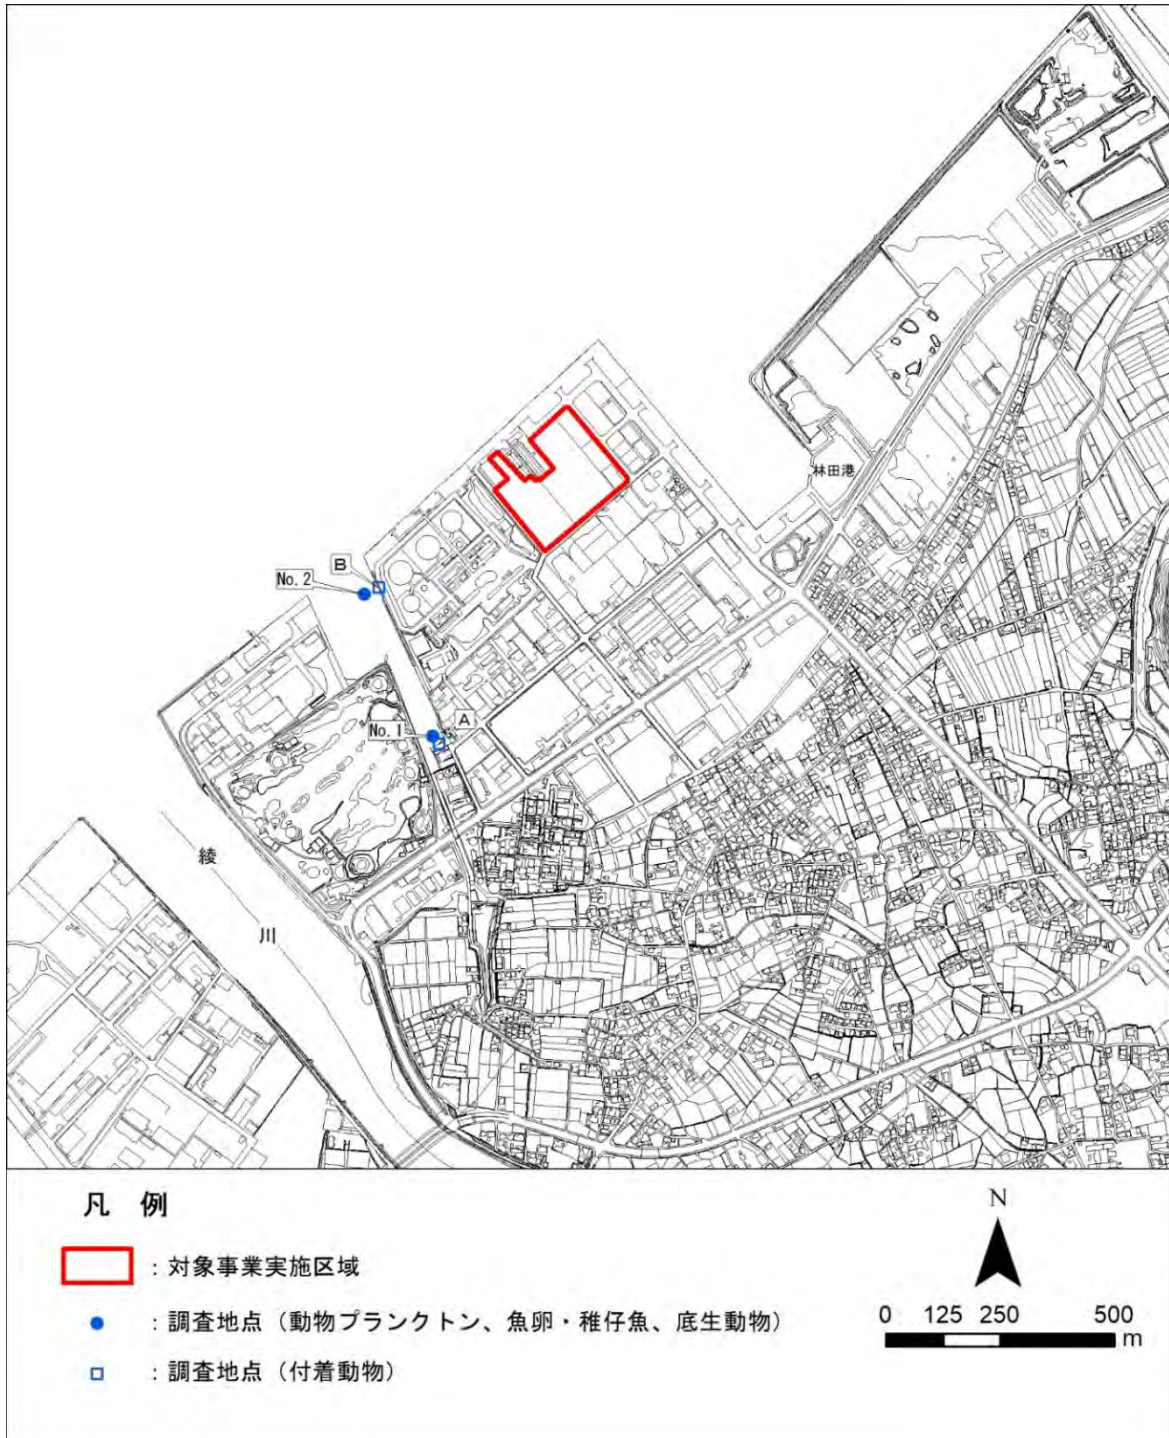 林田港
B
No.2
A
No.1
綾
川
凡 例
:対象事業実施区域
:調査地点(動物プランクトン、魚卵・稚仔魚、底生動物)
:調査地点(付着動物)
N
0 125 250 500
m